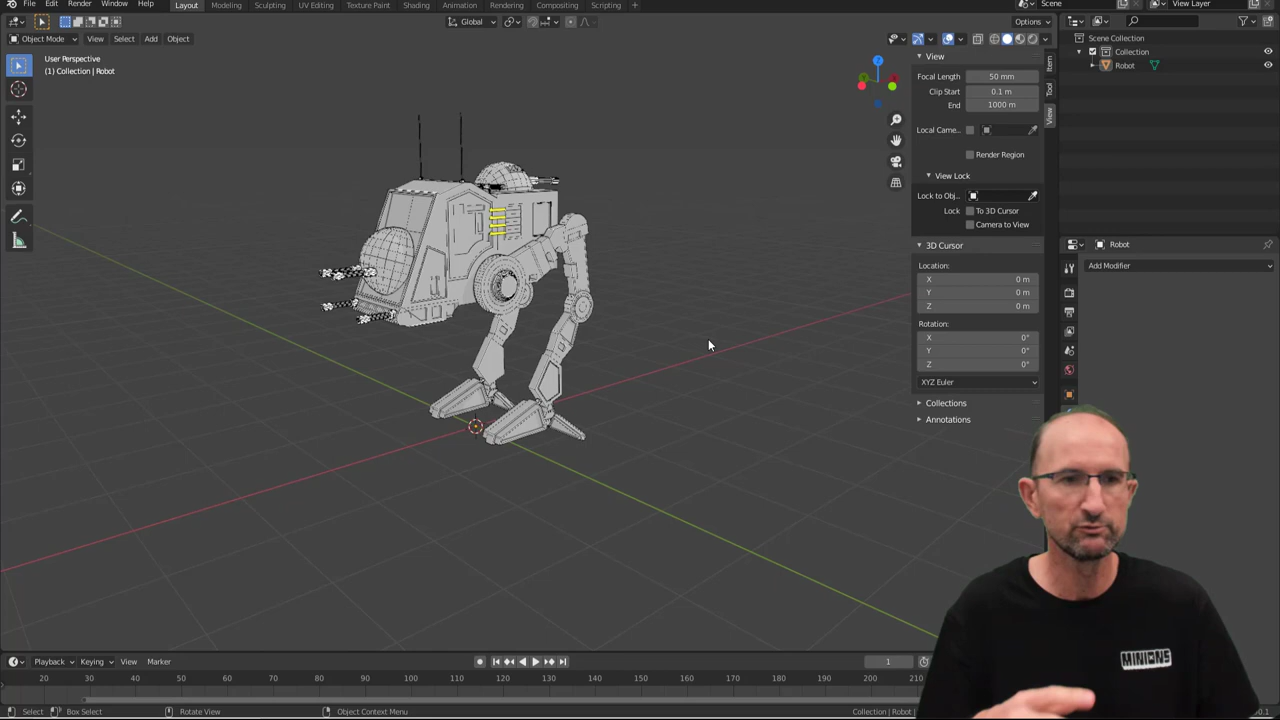 File Edit Render Window Help Layout Modeling Sculpting UV Editing Texture Paint Shading Animation Rendering Compositing Scripting + Scene View Layer
Global Options
Object Mode View Select Add Object
User Perspective
(1) Collection | Robot
Z
View
Focal Length 50 mm
Clip Start 0.1 m
End 1000 m
Local Came...
Render Region
View Lock
Lock to Obj...
Lock To 3D Cursor
Camera to View
3D Cursor
Location:
X 0 m
Y 0 m
Z 0 m
Rotation:
X 0°
Y 0°
Z 0°
XYZ Euler
Collections
Annotations
Item
Tool
View
Scene Collection
Collection
Robot
Robot
Add Modifier
MINIONS
Playback Keying View Marker 1
20 30 40 50 60 70 80 90 100 110 120 130 140 150 160 170 180 190 200 210
Select Box Select Rotate View Object Context Menu Collection | Robot